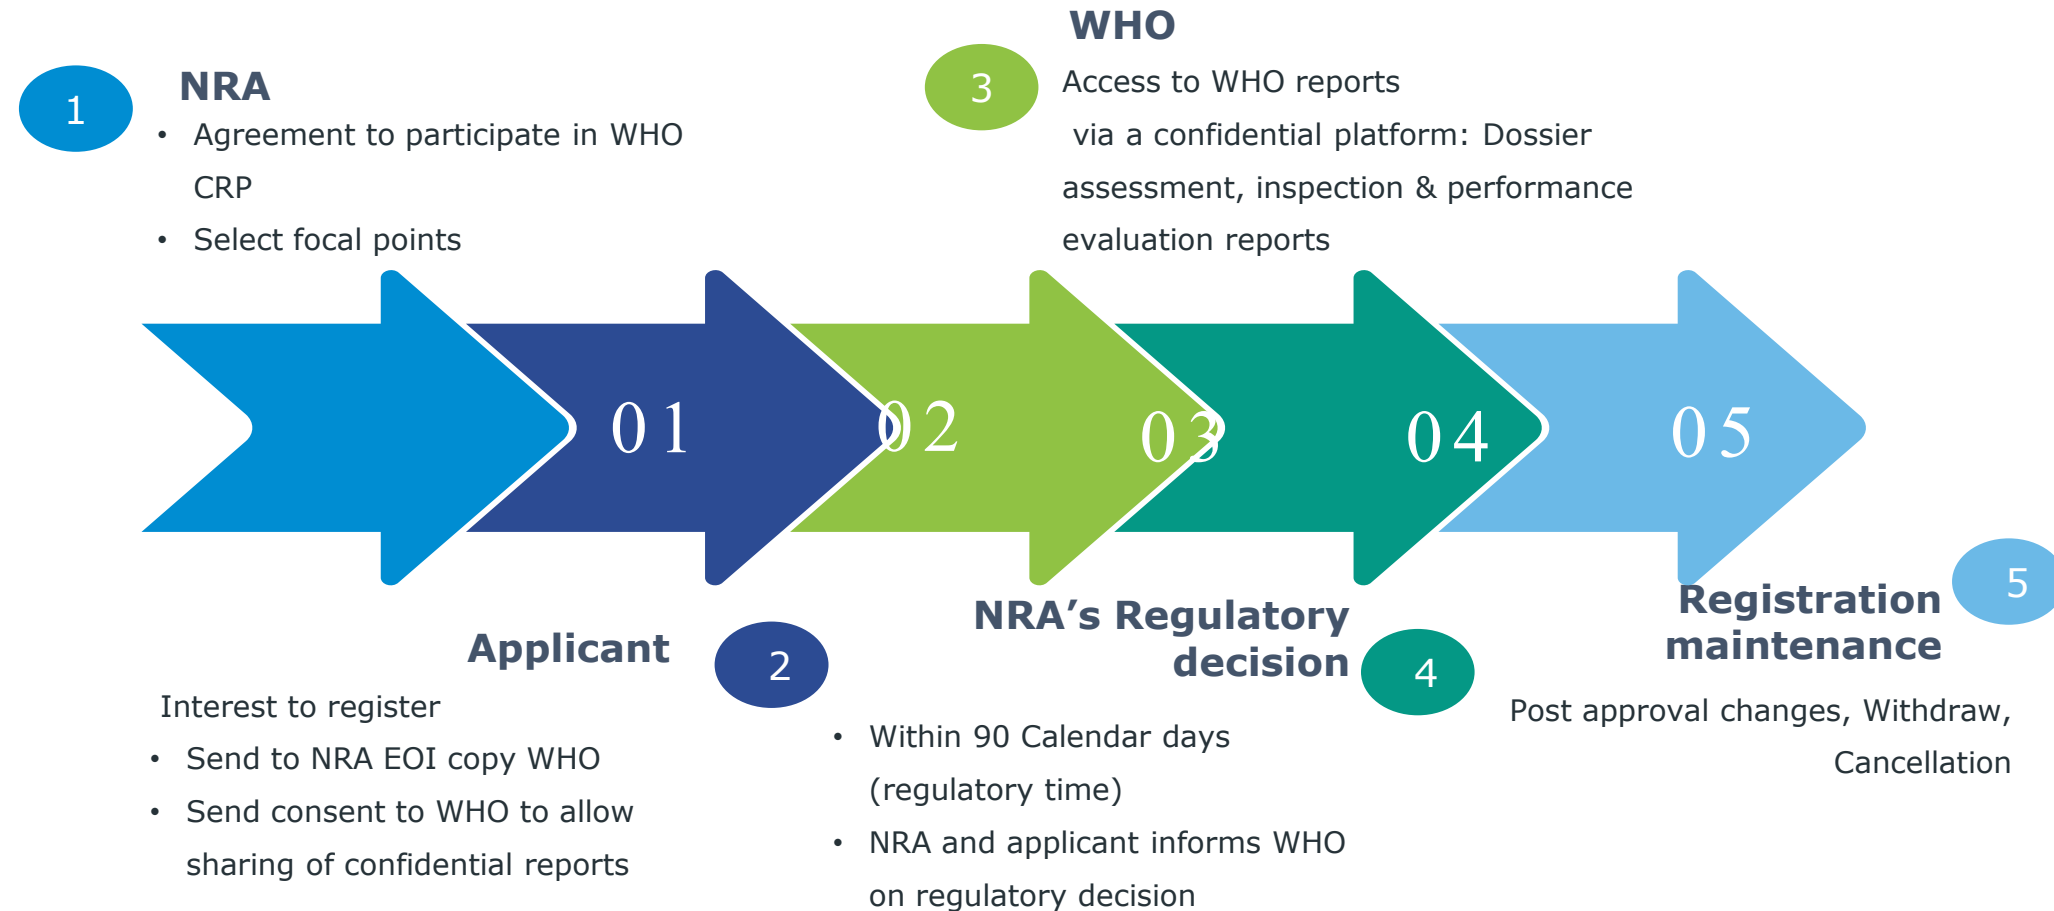 1
NRA
• Agreement to participate in WHO
CRP
• Select focal points
3
WHO
Access to WHO reports
via a confidential platform: Dossier
assessment, inspection & performance
evaluation reports
01
02
03
04
05
Applicant
2
Interest to register
• Send to NRA EOI copy WHO
• Send consent to WHO to allow
sharing of confidential reports
NRA’s Regulatory
decision
4
• Within 90 Calendar days
(regulatory time)
• NRA and applicant informs WHO
on regulatory decision
Registration
maintenance
5
Post approval changes, Withdraw,
Cancellation